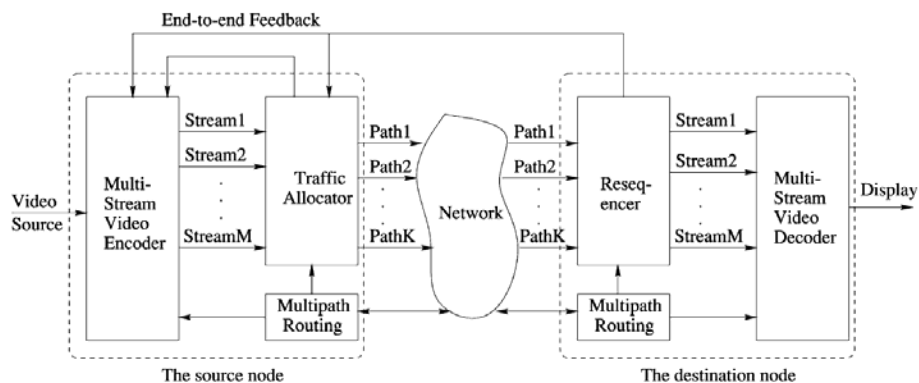 End-to-end Feedback
Video
Source
Multi-
Stream
Video
Encoder
Stream1
Stream2
StreamM
Traffic
Allocator
Multipath
Routing
Path1
Path2
PathK
Network
Path1
Path2
PathK
Reseq-
encer
Multipath
Routing
Stream1
Stream2
StreamM
Multi-
Stream
Video
Decoder
Display
The source node
The destination node